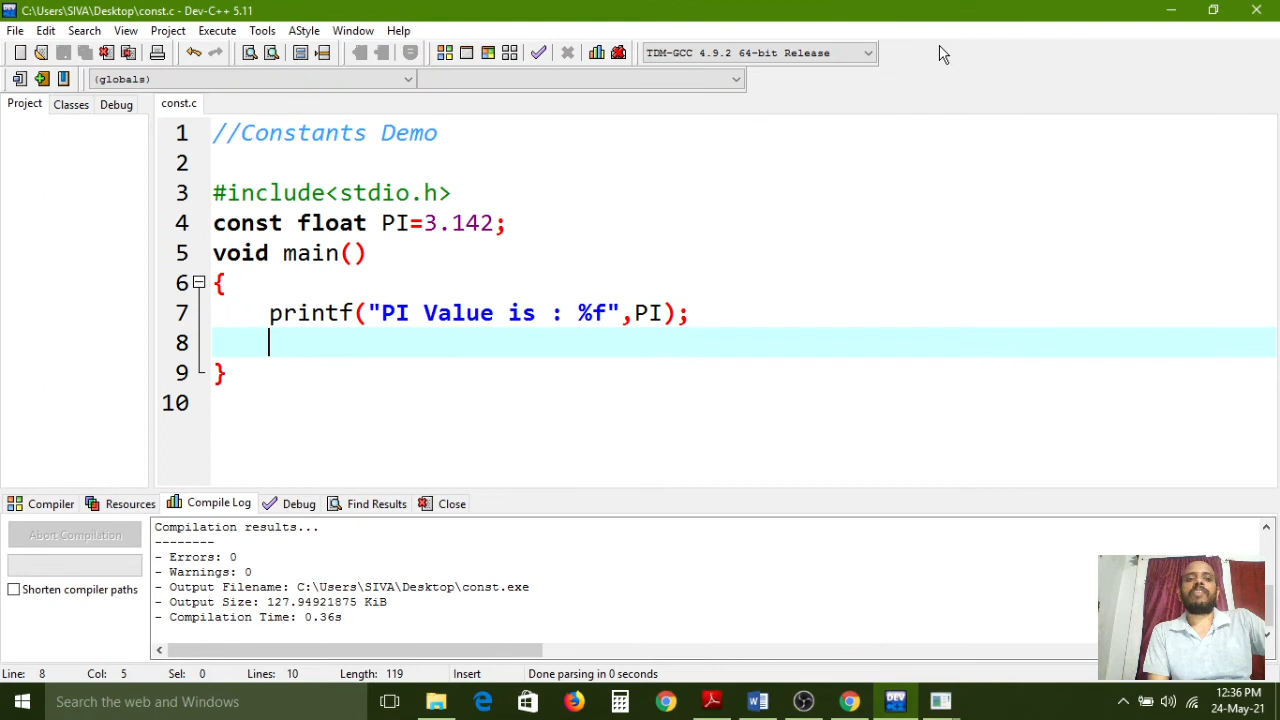 C:\Users\SIVA\Desktop\const.c - Dev-C++ 5.11
File Edit Search View Project Execute Tools AStyle Window Help
TDM-GCC 4.9.2 64-bit Release
(globals)
Project Classes Debug const.c
1 //Constants Demo
2
3 #include<stdio.h>
4 const float PI=3.142;
5 void main()
6 {
7 printf("PI Value is : %f",PI);
8
9 }
10
Compiler Resources Compile Log Debug Find Results Close
Abort Compilation
Shorten compiler paths
Compilation results...
--------
- Errors: 0
- Warnings: 0
- Output Filename: C:\Users\SIVA\Desktop\const.exe
- Output Size: 127.94921875 KiB
- Compilation Time: 0.36s
Line: 8 Col: 5 Sel: 0 Lines: 10 Length: 119 Insert Done parsing in 0 seconds
Search the web and Windows
DEV
12:36 PM
24-May-21